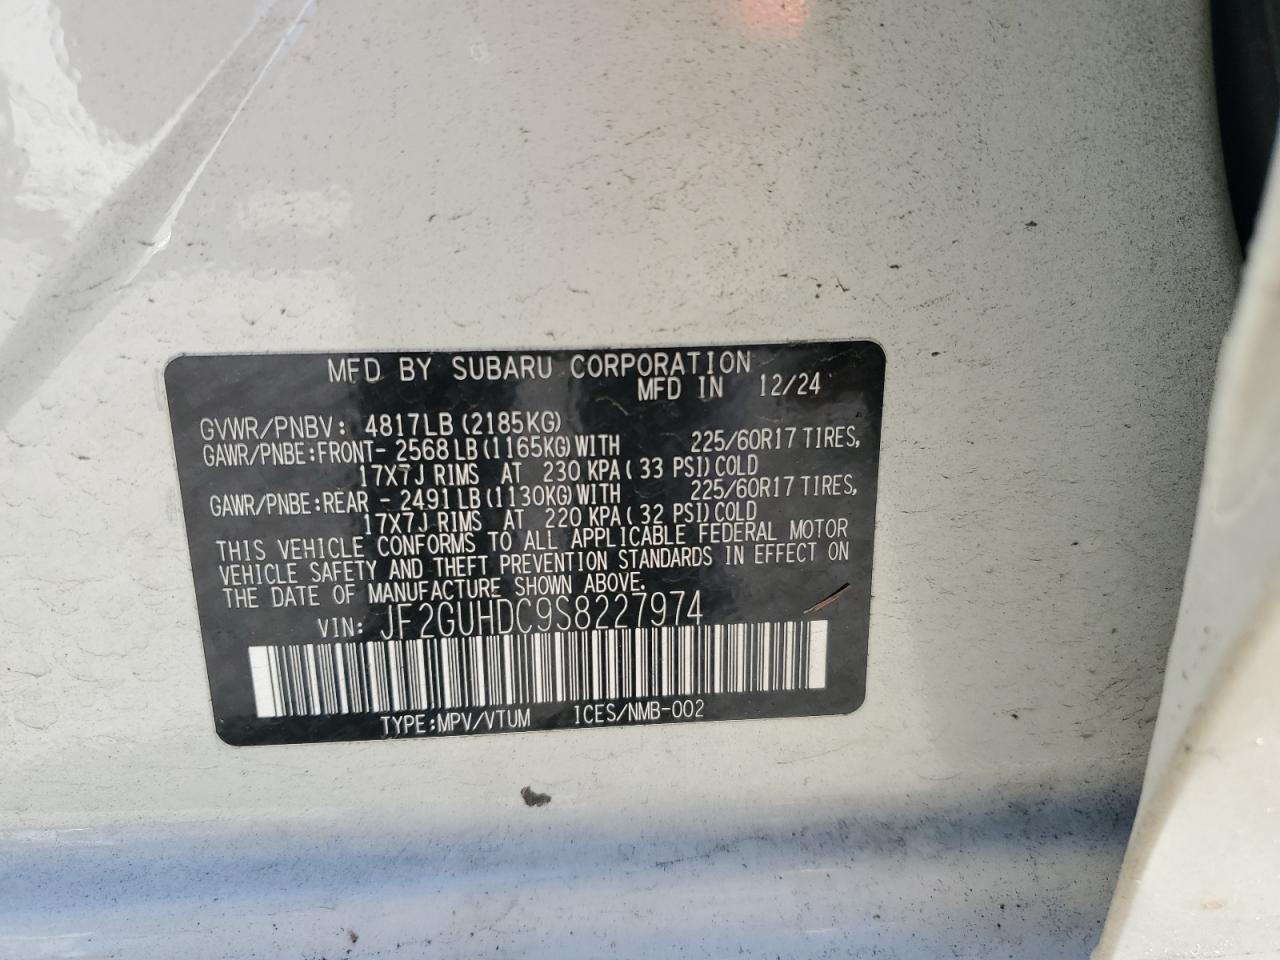 MFD BY SUBARU CORPORATION
MFD IN 12/24
GVWR/PNBV: 4817LB (2185KG)
GAWR/PNBE:FRONT- 2568 LB (1165KG) WITH 225/60R17 TIRES,
17X7J RIMS AT 230 KPA ( 33 PSI) COLD
GAWR/PNBE:REAR - 2491 LB (1130KG) WITH 225/60R17 TIRES,
17X7J RIMS AT 220 KPA ( 32 PSI) COLD
THIS VEHICLE CONFORMS TO ALL APPLICABLE FEDERAL MOTOR
VEHICLE SAFETY AND THEFT PREVENTION STANDARDS IN EFFECT ON
THE DATE OF MANUFACTURE SHOWN ABOVE.
VIN: JF2GUHDC9S8227974
TYPE:MPV/VTUM ICES/NMB-002